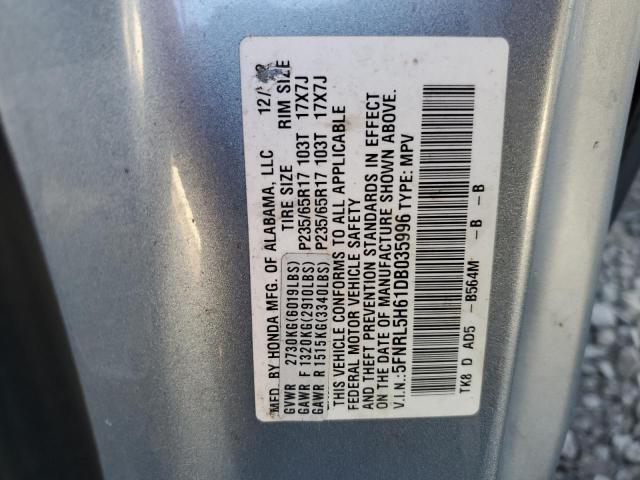 MFD. BY HONDA MFG. OF ALABAMA, LLC 12/
TIRE SIZE RIM SIZE
GVWR 2730KG(6019LBS)
GAWR F 1320KG(2910LBS) P235/65R17 103T 17X7J
GAWR R 1515KG(3340LBS) P235/65R17 103T 17X7J
THIS VEHICLE CONFORMS TO ALL APPLICABLE
FEDERAL MOTOR VEHICLE SAFETY
AND THEFT PREVENTION STANDARDS IN EFFECT
ON THE DATE OF MANUFACTURE SHOWN ABOVE.
V.I.N.:5FNRL5H61DB035996 TYPE: MPV
TK8 D AD5 -B564M -B -B